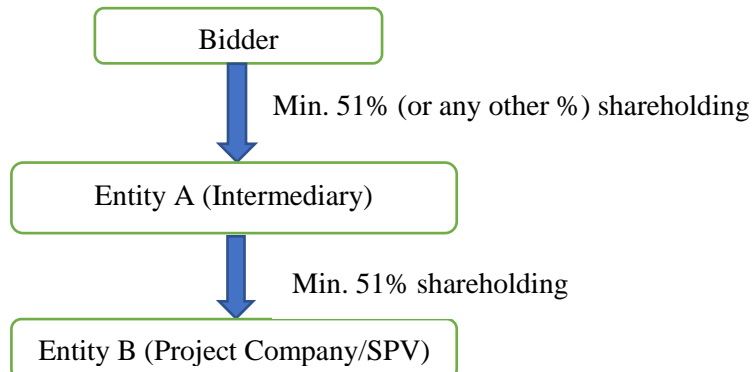 Bidder
Min. 51% (or any other %) shareholding
Entity A (Intermediary)
Min. 51% shareholding
Entity B (Project Company/SPV)